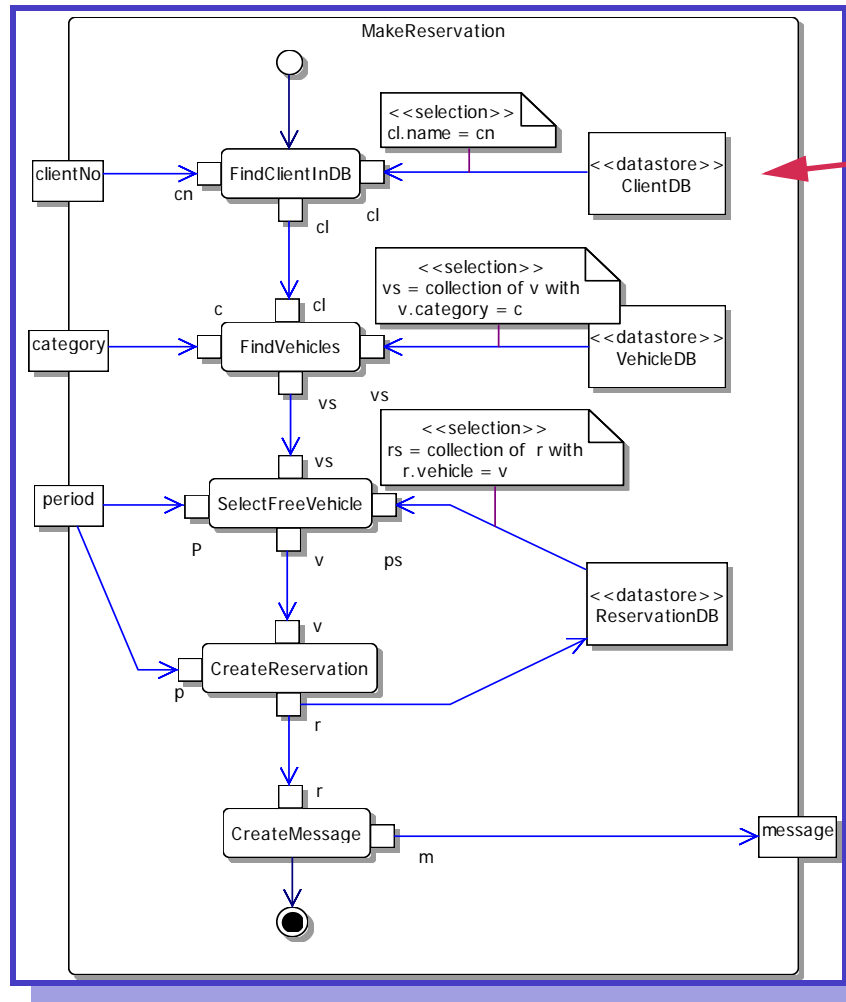 MakeReservation
<<selection>>
cl.name = cn
<<datastore>>
ClientDB
clientNo
FindClientInDB
cn
cl
cl
<<selection>>
vs = collection of v with
v.category = c
c
cl
category
FindVehicles
<<datastore>>
VehicleDB
vs
vs
<<selection>>
rs = collection of r with
r.vehicle = v
vs
period
SelectFreeVehicle
P
v
ps
<<datastore>>
ReservationDB
v
CreateReservation
p
r
r
CreateMessage
message
m